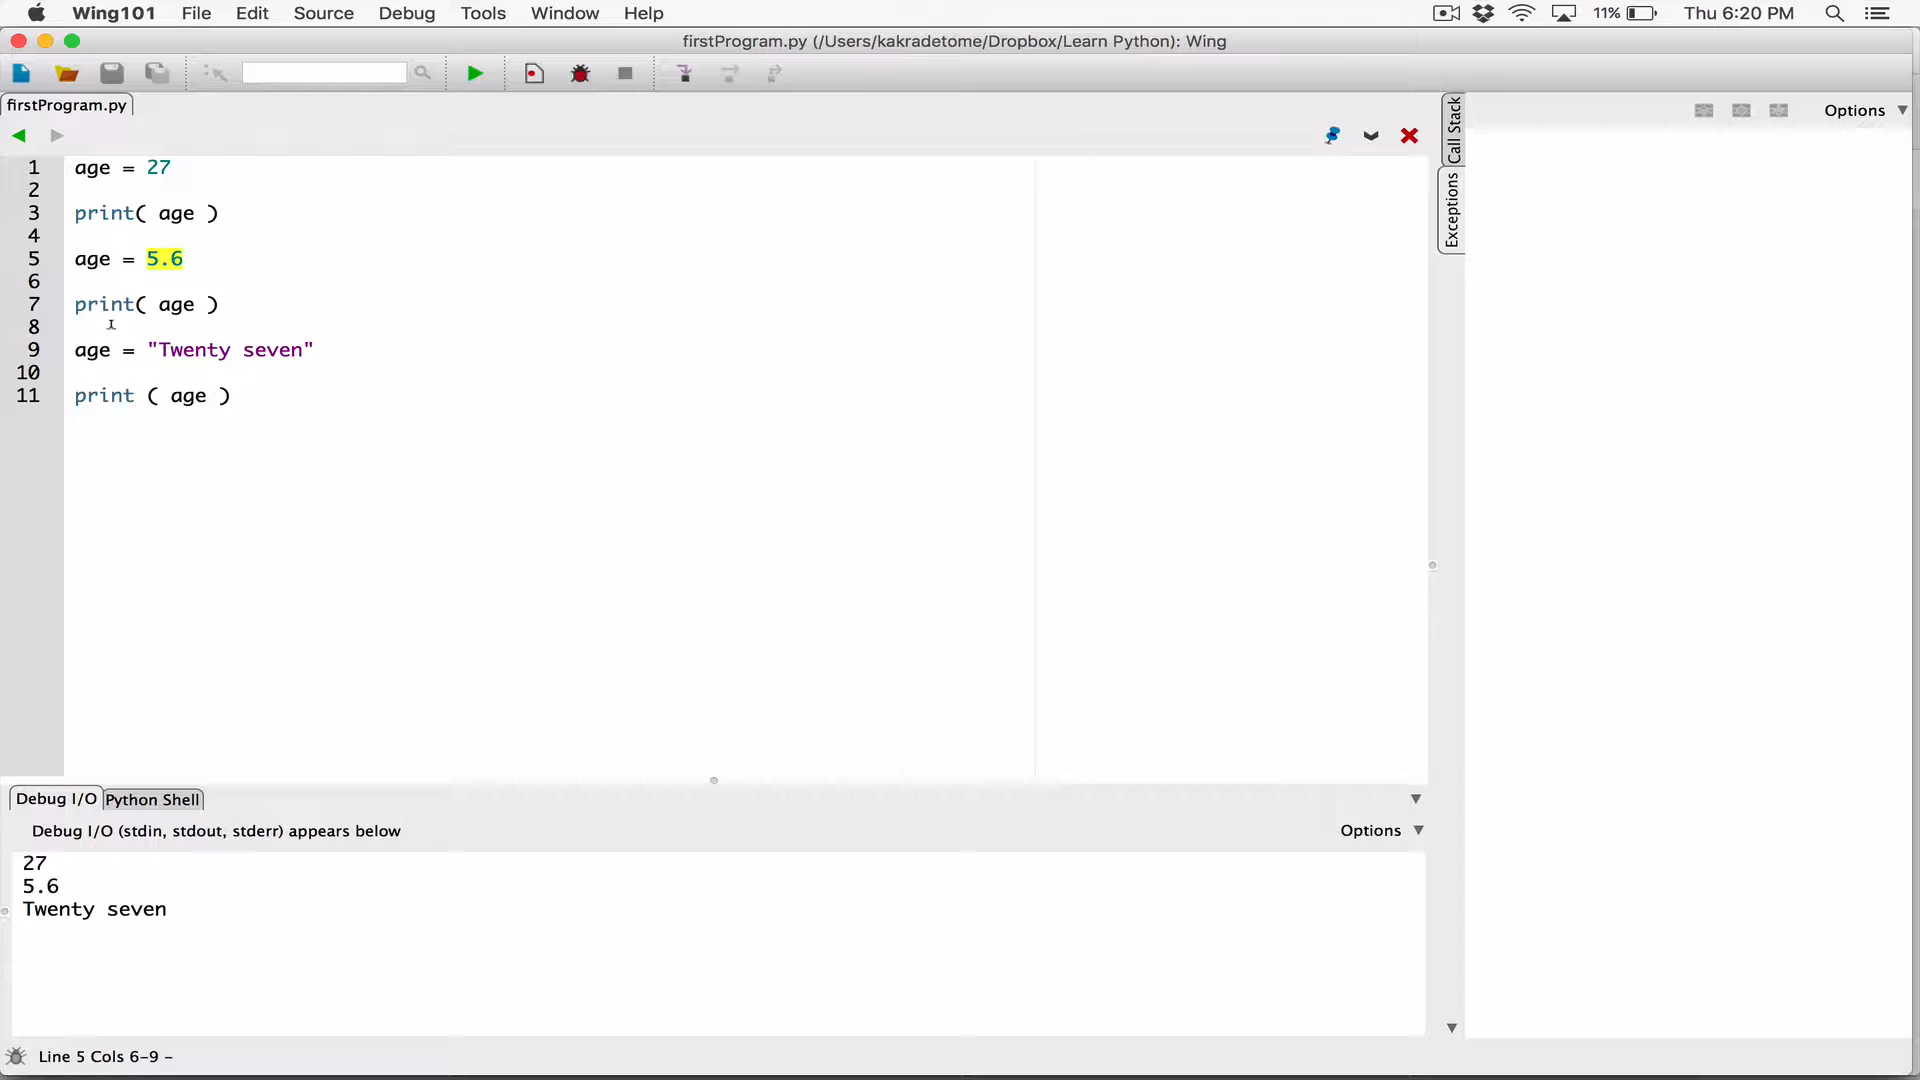 Wing101 File Edit Source Debug Tools Window Help 11% Thu 6:20 PM
firstProgram.py (/Users/kakradetome/Dropbox/Learn Python): Wing
firstProgram.py
Options
Call Stack
Exceptions
1 age = 27
2
3 print( age )
4
5 age = 5.6
6
7 print( age )
8
9 age = "Twenty seven"
10
11 print ( age )
Debug I/O Python Shell
Debug I/O (stdin, stdout, stderr) appears below Options
27
5.6
Twenty seven
Line 5 Cols 6-9 -